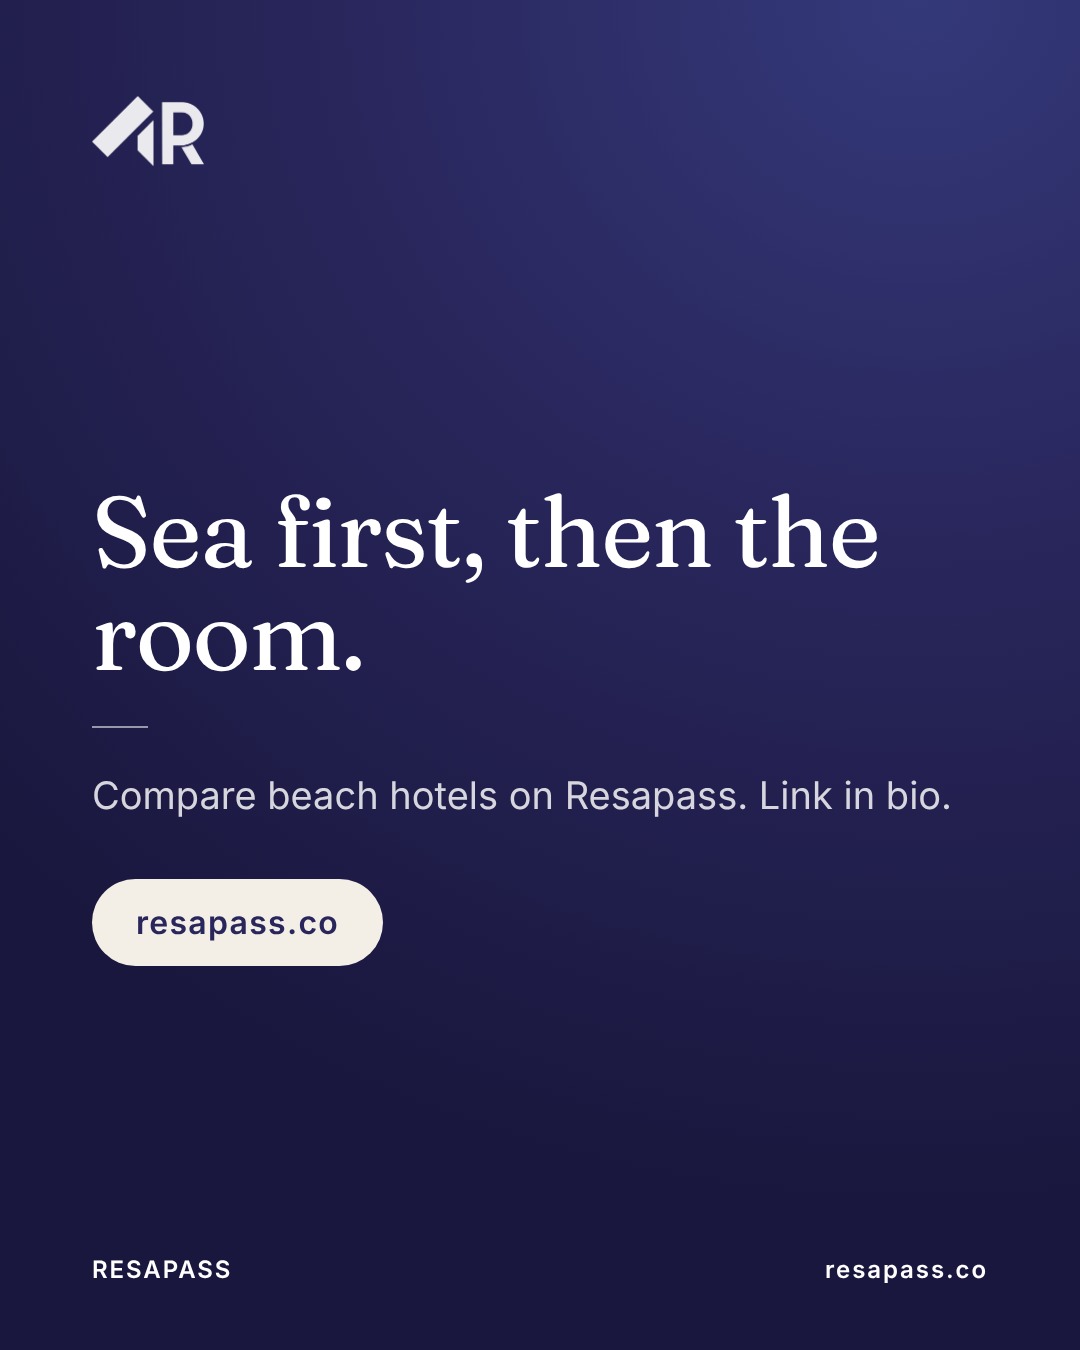 R
Sea first, then the
room.
Compare beach hotels on Resapass. Link in bio.
resapass.co
RESAPASS
resapass.co